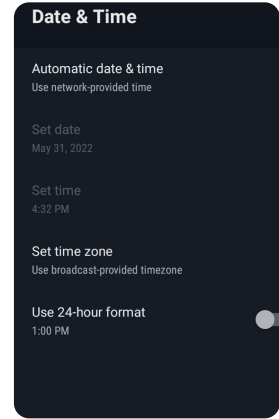 Date & Time
Automatic date & time
Use network-provided time
Set date
May 31, 2022
Set time
4:32 PM
Set time zone
Use broadcast-provided timezone
Use 24-hour format
1:00 PM